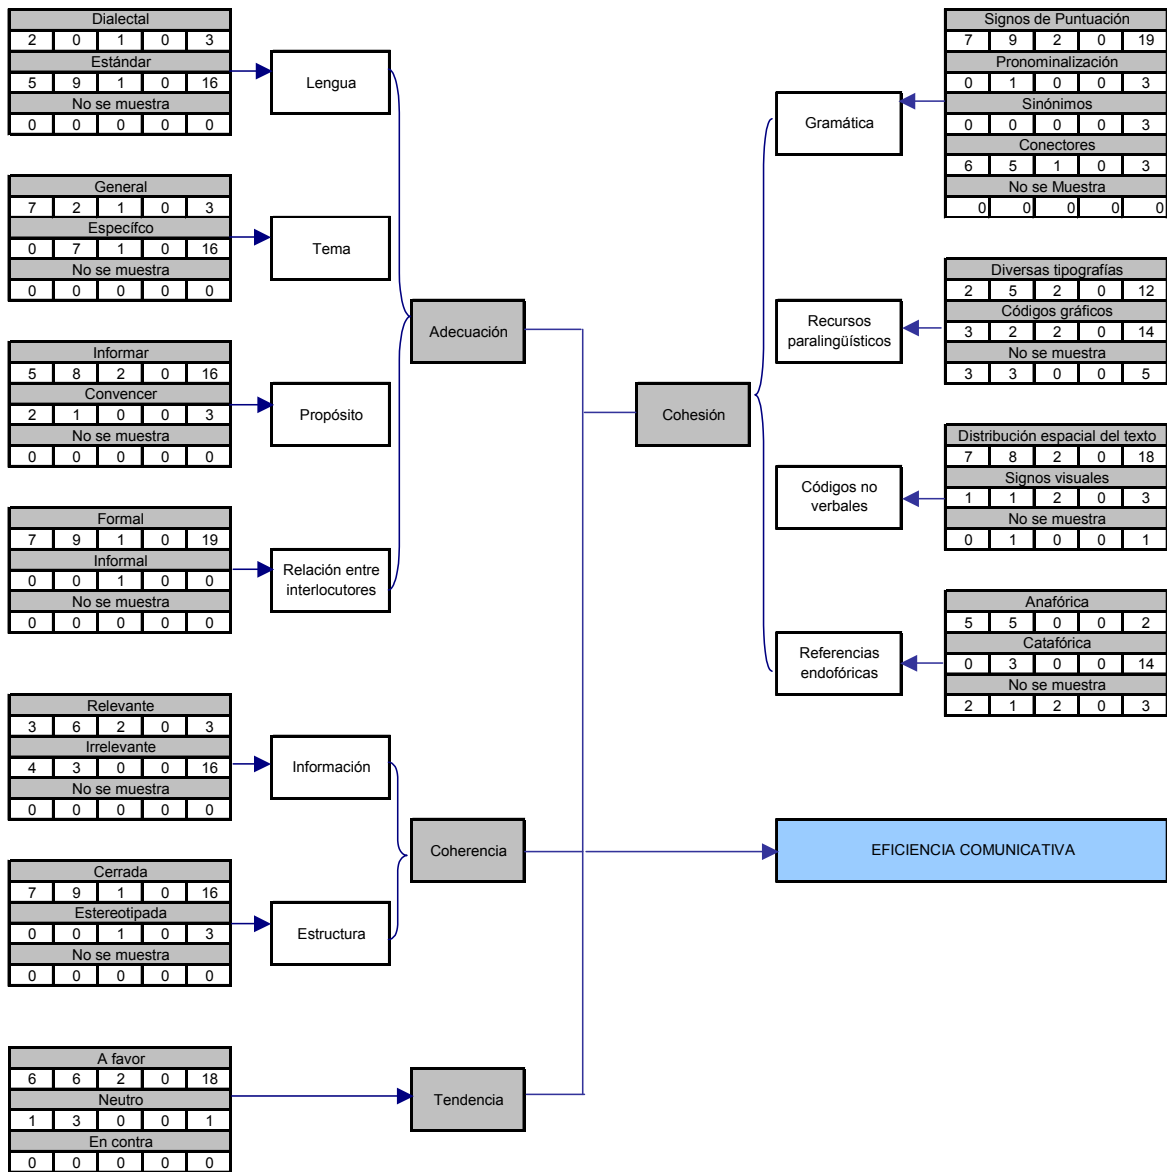 Dialectal
2 0 1 0 3
Estándar
5 9 1 0 16
No se muestra
0 0 0 0 0
Lengua
General
7 2 1 0 3
Específco
0 7 1 0 16
No se muestra
0 0 0 0 0
Tema
Informar
5 8 2 0 16
Convencer
2 1 0 0 3
No se muestra
0 0 0 0 0
Propósito
Formal
7 9 1 0 19
Informal
0 0 1 0 0
No se muestra
0 0 0 0 0
Relación entre
interlocutores
Adecuación
Relevante
3 6 2 0 3
Irrelevante
4 3 0 0 16
No se muestra
0 0 0 0 0
Información
Cerrada
7 9 1 0 16
Estereotipada
0 0 1 0 3
No se muestra
0 0 0 0 0
Estructura
Coherencia
A favor
6 6 2 0 18
Neutro
1 3 0 0 1
En contra
0 0 0 0 0
Tendencia
Cohesión
Gramática
Signos de Puntuación
7 9 2 0 19
Pronominalización
0 1 0 0 3
Sinónimos
0 0 0 0 3
Conectores
6 5 1 0 3
No se Muestra
0 0 0 0 0
Recursos
paralingüísticos
Diversas tipografías
2 5 2 0 12
Códigos gráficos
3 2 2 0 14
No se muestra
3 3 0 0 5
Códigos no
verbales
Distribución espacial del texto
7 8 2 0 18
Signos visuales
1 1 2 0 3
No se muestra
0 1 0 0 1
Referencias
endofóricas
Anafórica
5 5 0 0 2
Catafórica
0 3 0 0 14
No se muestra
2 1 2 0 3
EFICIENCIA COMUNICATIVA